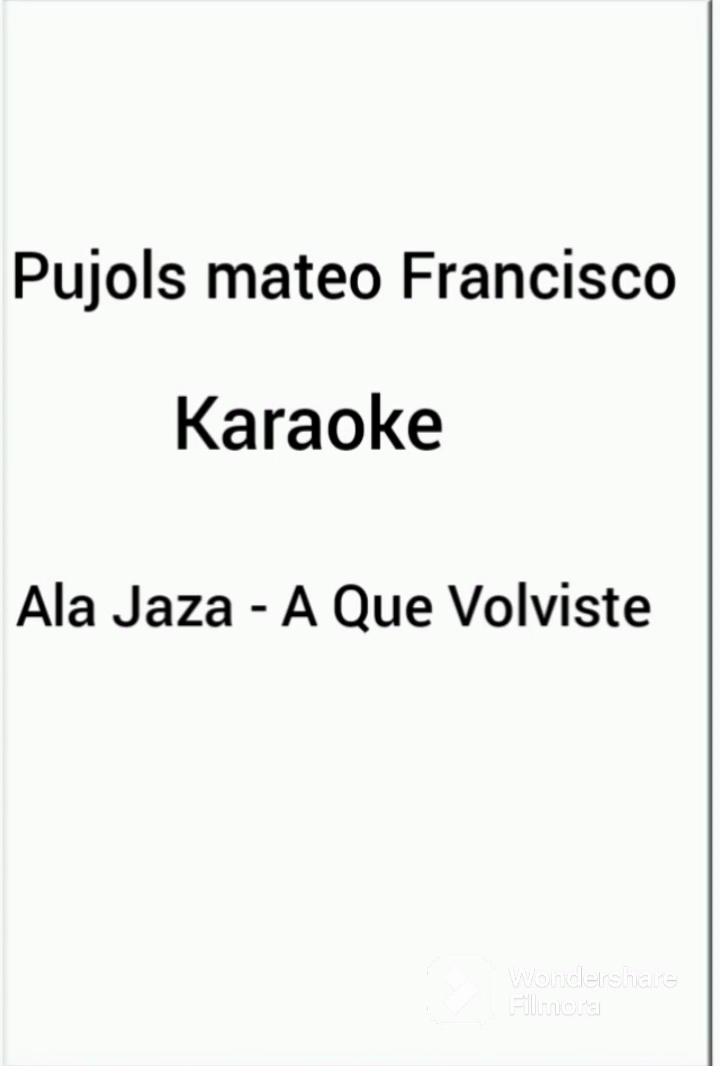 Pujols mateo Francisco
Karaoke
Ala Jaza - A Que Volviste
Wondershare
Filmora